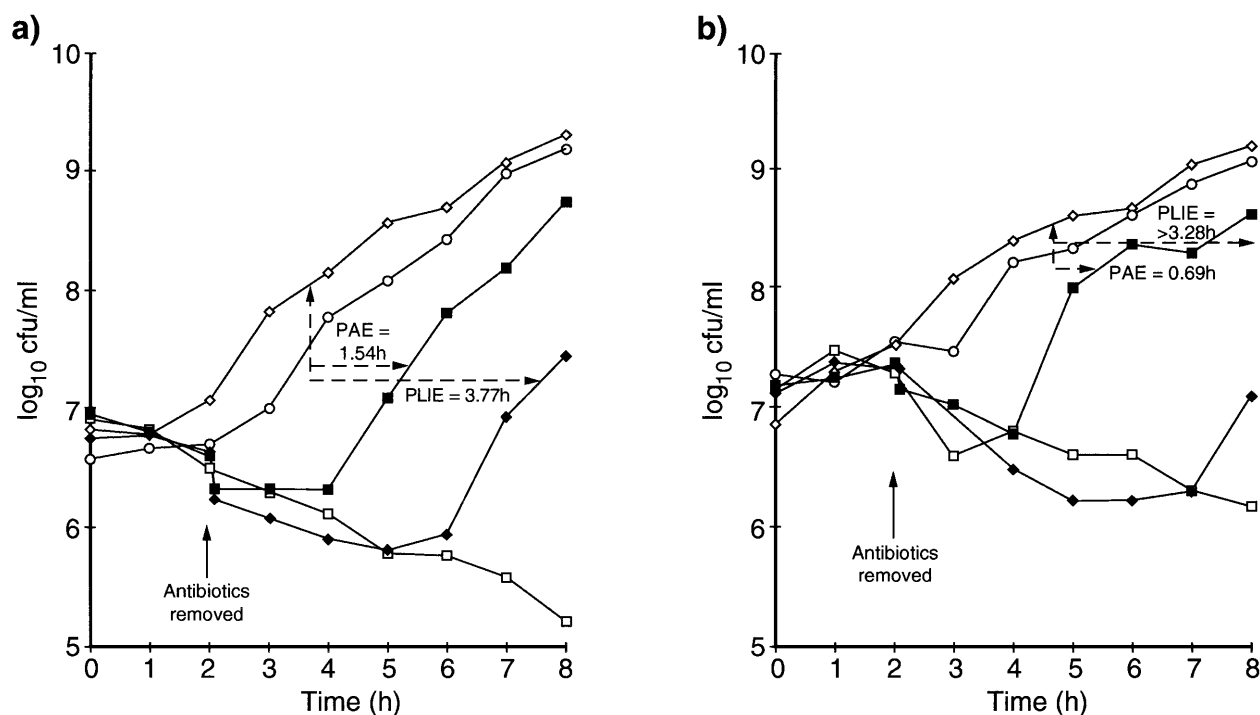 a)
10
9
8
7
6
5
log10 cfu/ml
PAE =
1.54h
PLIE = 3.77h
Antibiotics
removed
0 1 2 3 4 5 6 7 8
Time (h)
b)
10
9
8
7
6
5
log10 cfu/ml
PLIE =
>3.28h
PAE = 0.69h
Antibiotics
removed
0 1 2 3 4 5 6 7 8
Time (h)